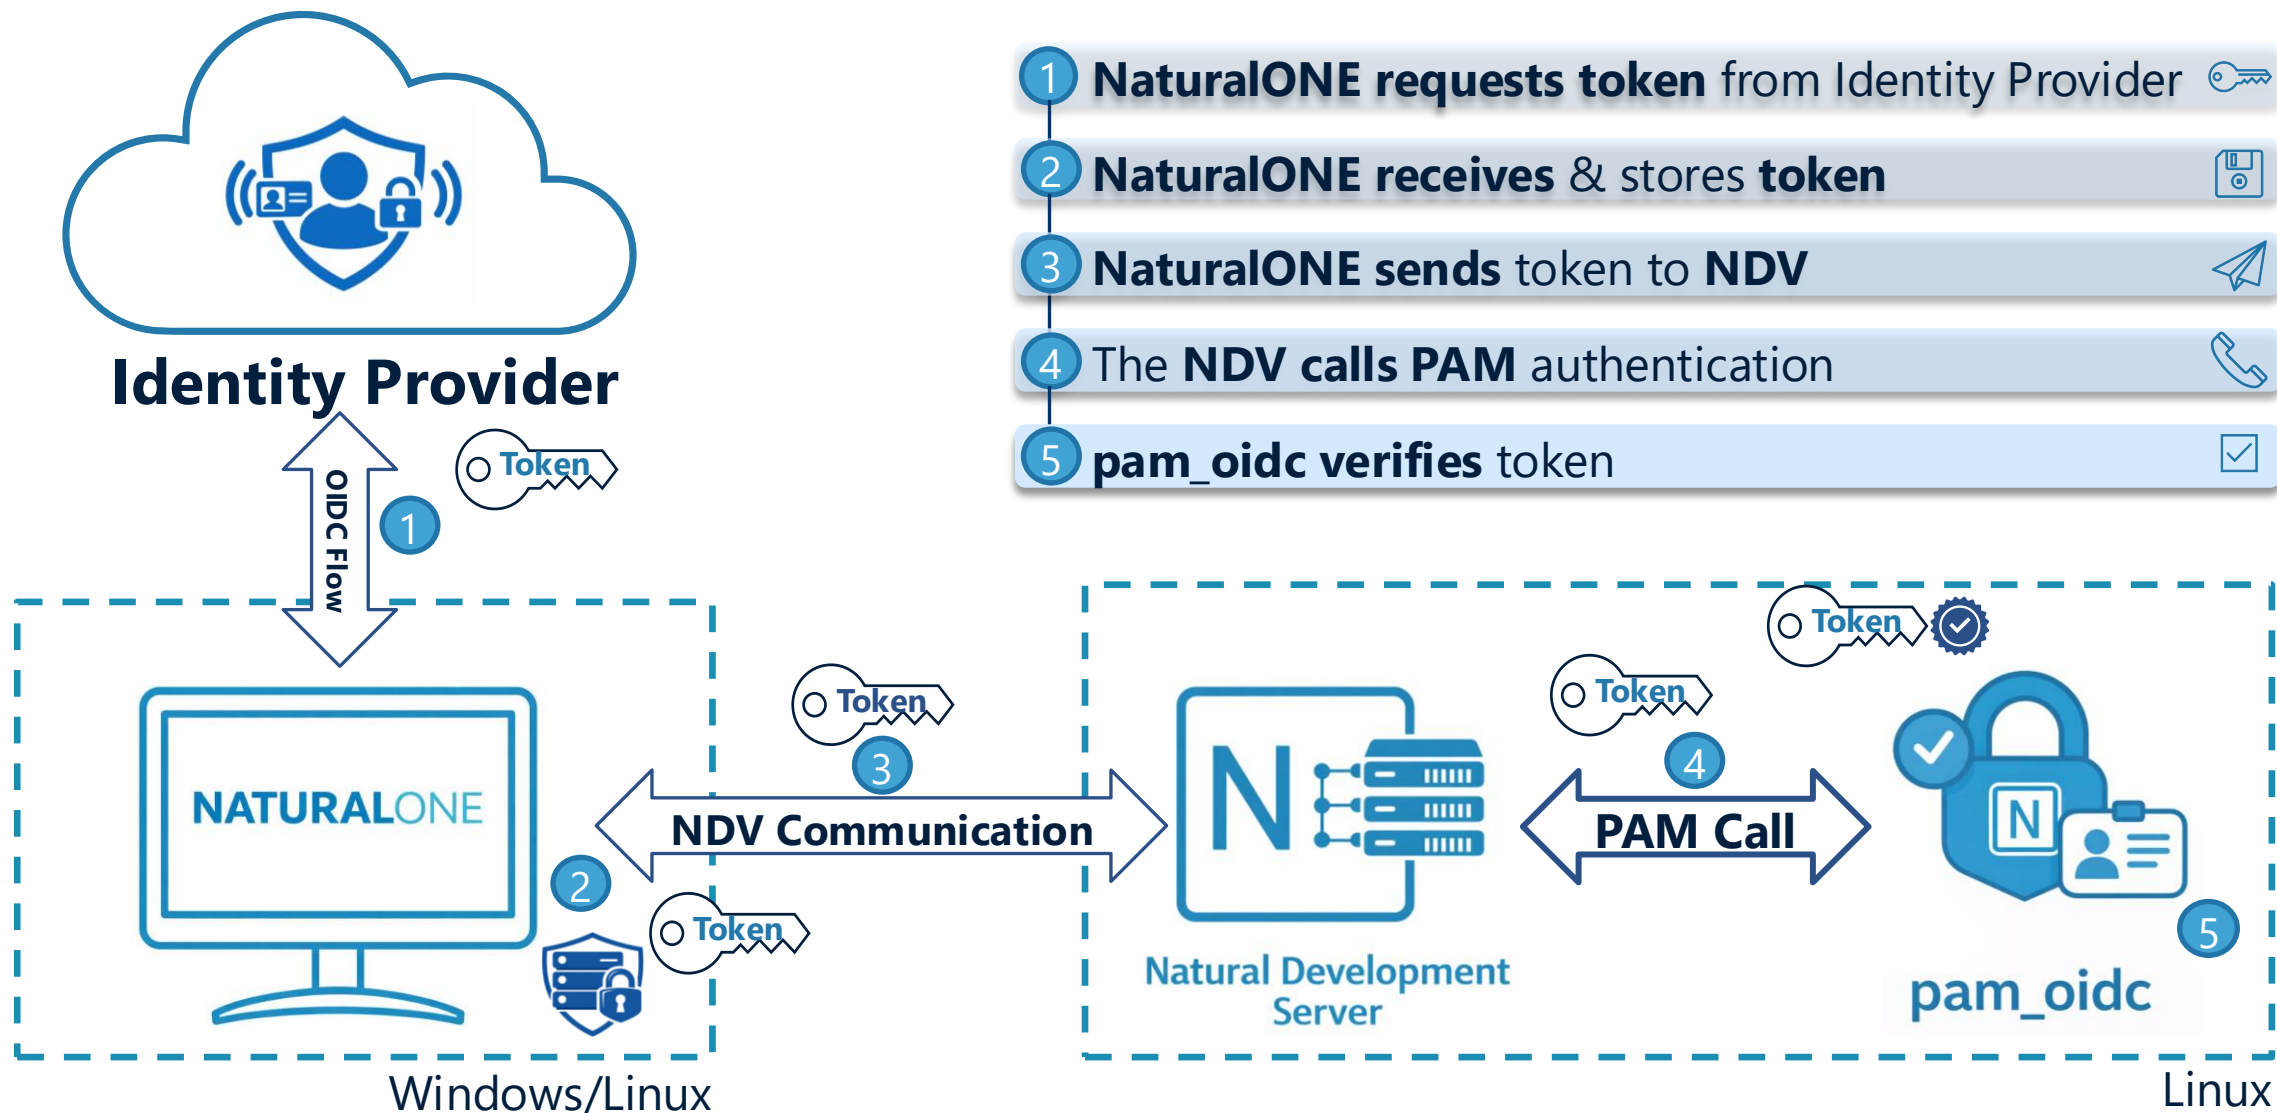 1 NaturalONE requests token from Identity Provider
2 NaturalONE receives & stores token
3 NaturalONE sends token to NDV
4 The NDV calls PAM authentication
5 pam_oidc verifies token
Identity Provider
Token
OIDC Flow
1
NATURALONE
2
Token
Token
3
NDV Communication
N
Natural Development
Server
Token
4
PAM Call
Token
N
5
pam_oidc
Windows/Linux
Linux